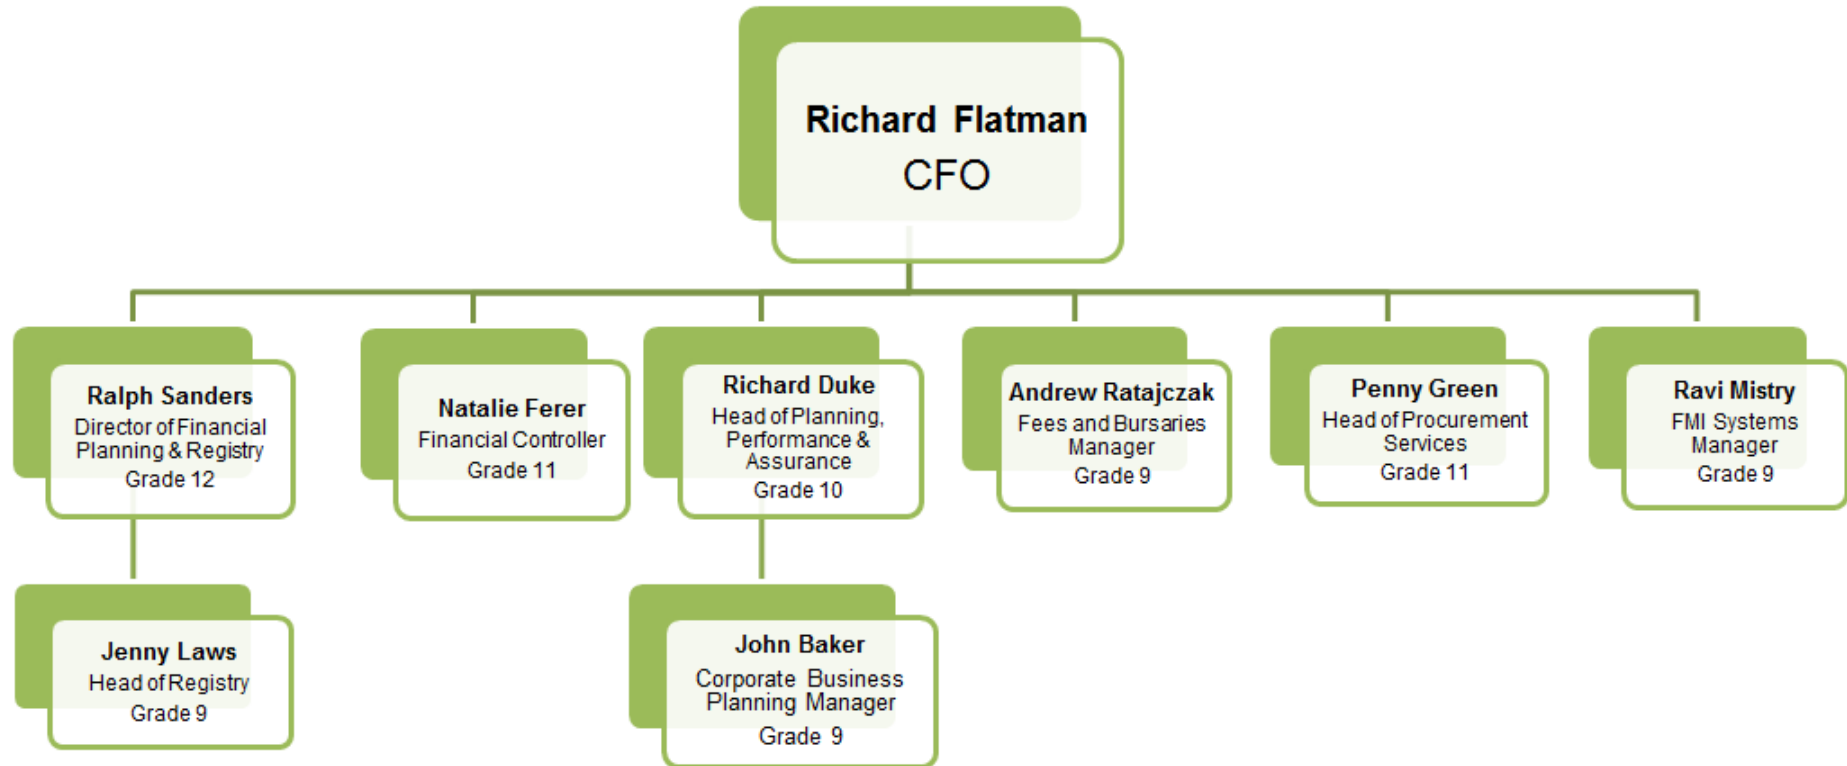 Richard Flatman
CFO
Ralph Sanders
Director of Financial
Planning & Registry
Grade 12
Natalie Ferer
Financial Controller
Grade 11
Richard Duke
Head of Planning,
Performance &
Assurance
Grade 10
Andrew Ratajczak
Fees and Bursaries
Manager
Grade 9
Penny Green
Head of Procurement
Services
Grade 11
Ravi Mistry
FMI Systems
Manager
Grade 9
Jenny Laws
Head of Registry
Grade 9
John Baker
Corporate Business
Planning Manager
Grade 9